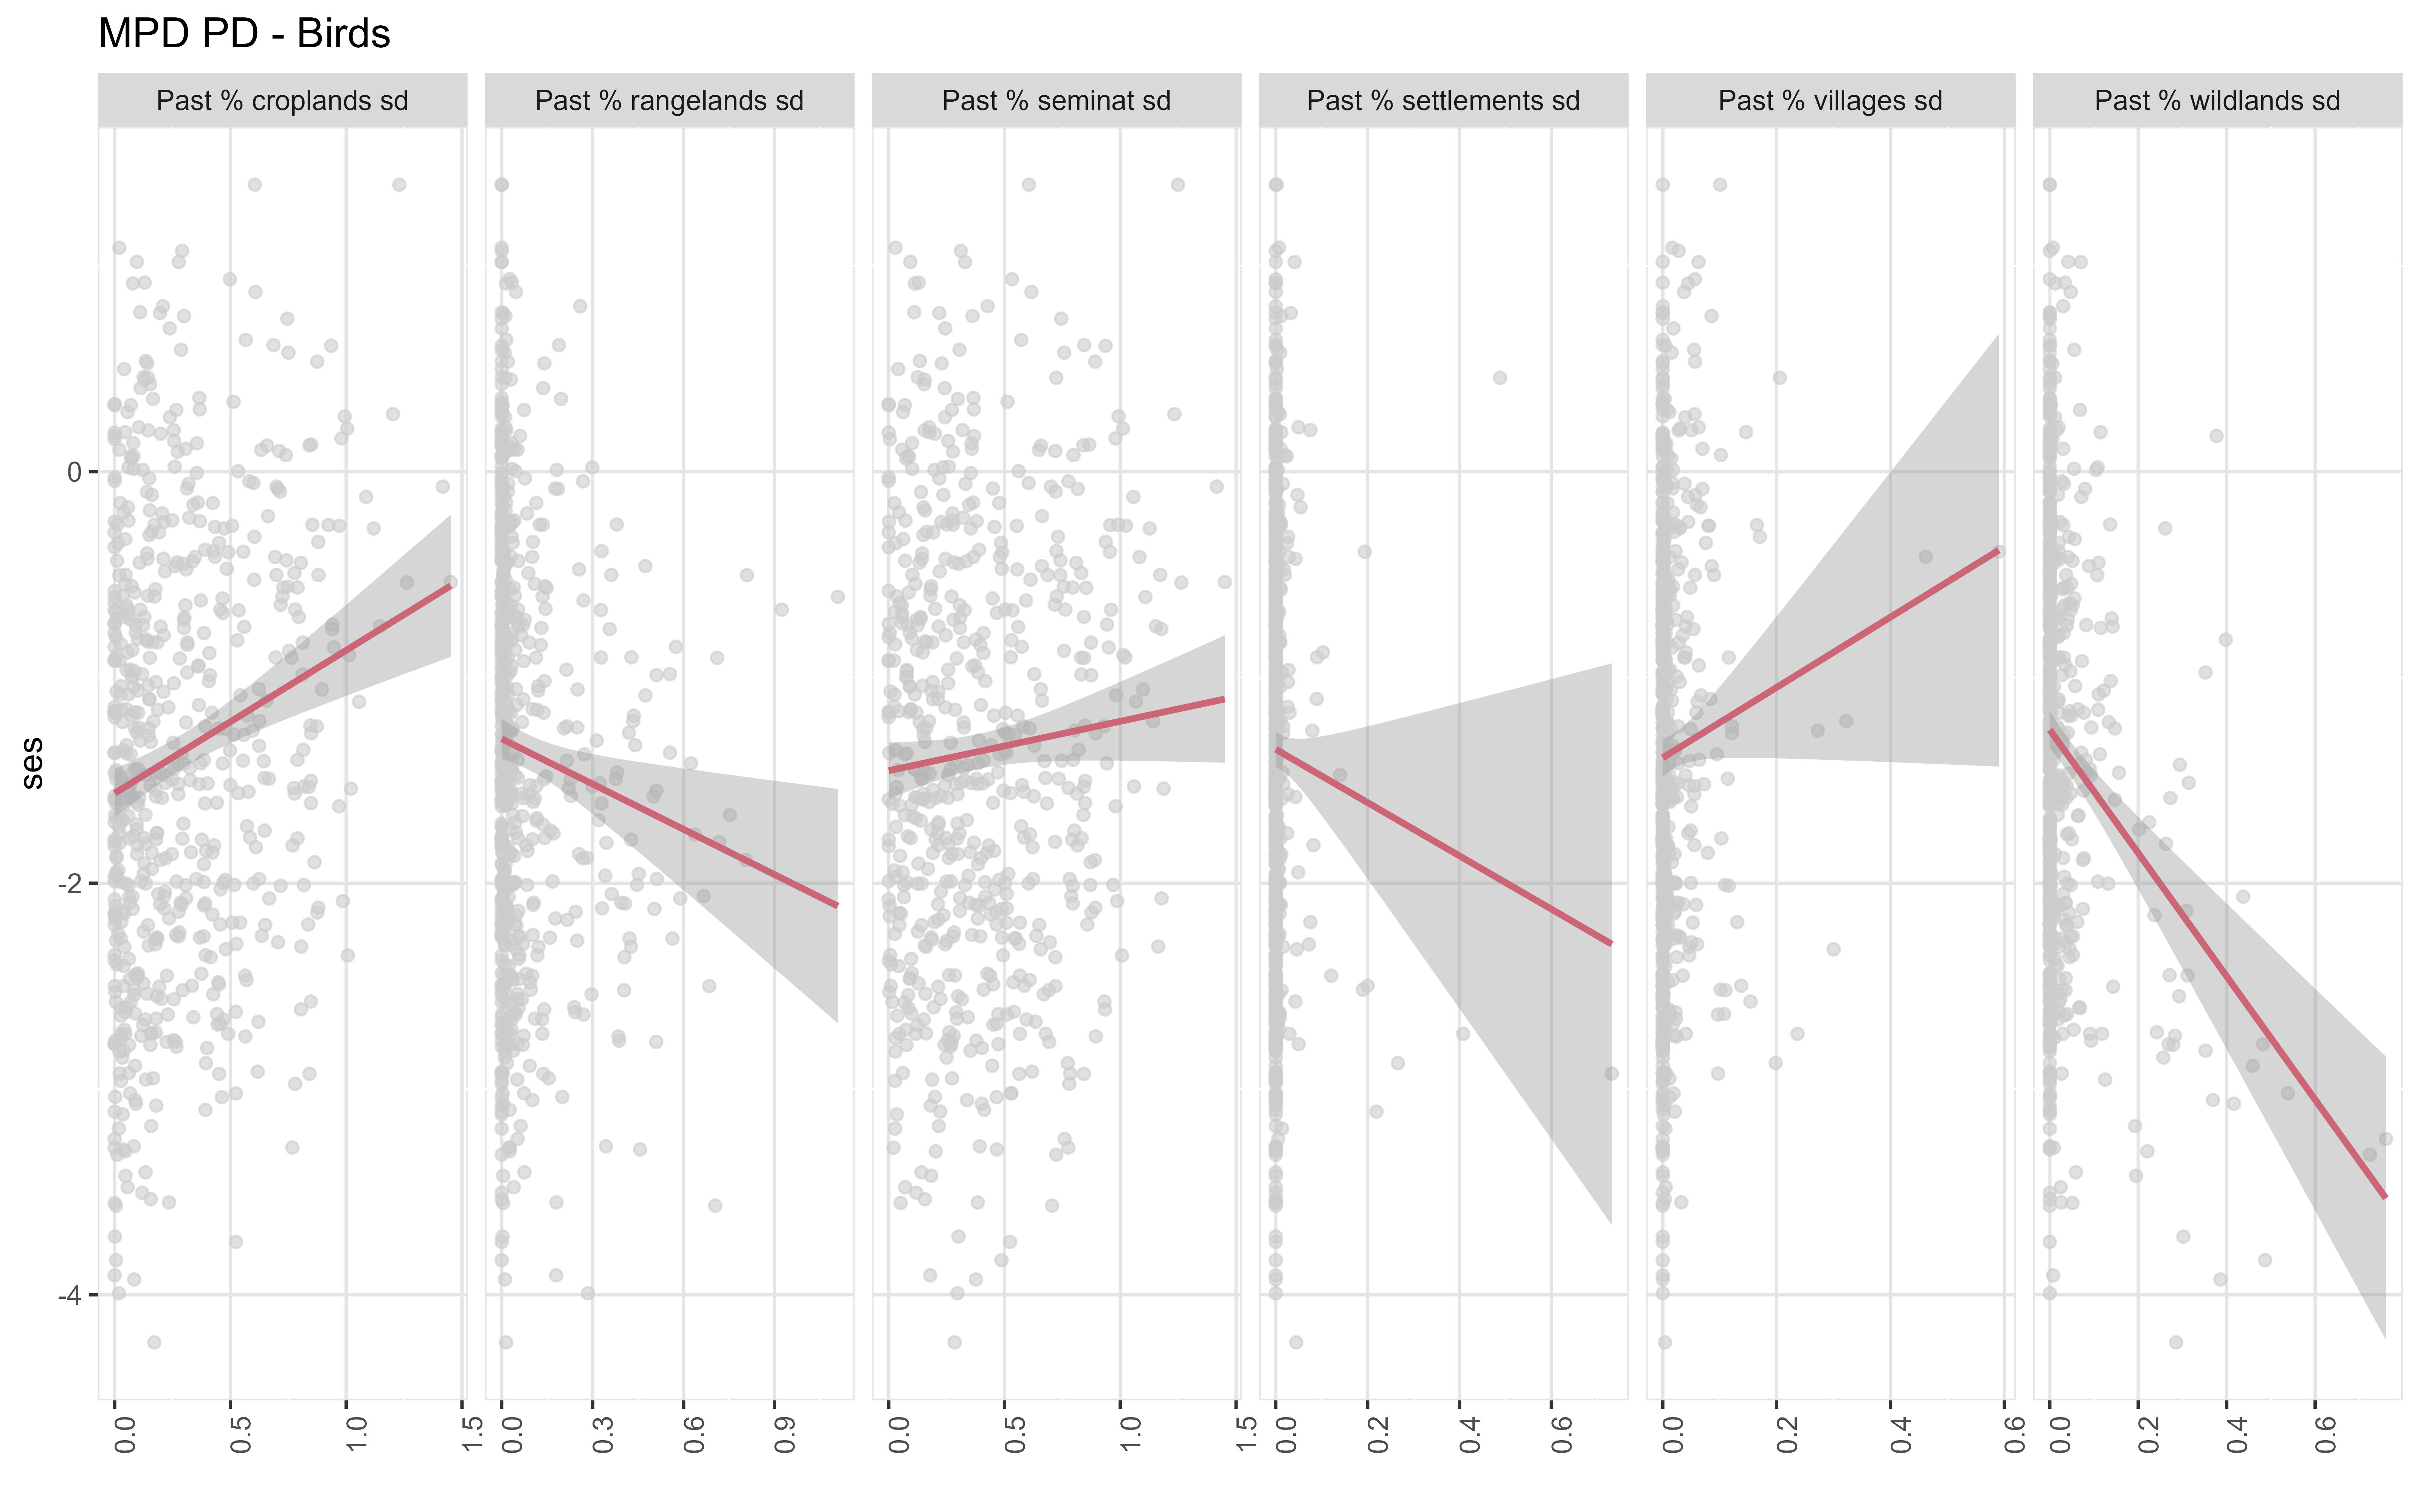 MPD PD - Birds
Past % croplands sd
Past % rangelands sd
Past % seminat sd
Past % settlements sd
Past % villages sd
Past % wildlands sd
ses
0
-2
-4
0.0 0.5 1.0 1.5
0.0 0.3 0.6 0.9
0.0 0.5 1.0 1.5
0.0 0.2 0.4 0.6
0.0 0.2 0.4 0.6
0.0 0.2 0.4 0.6